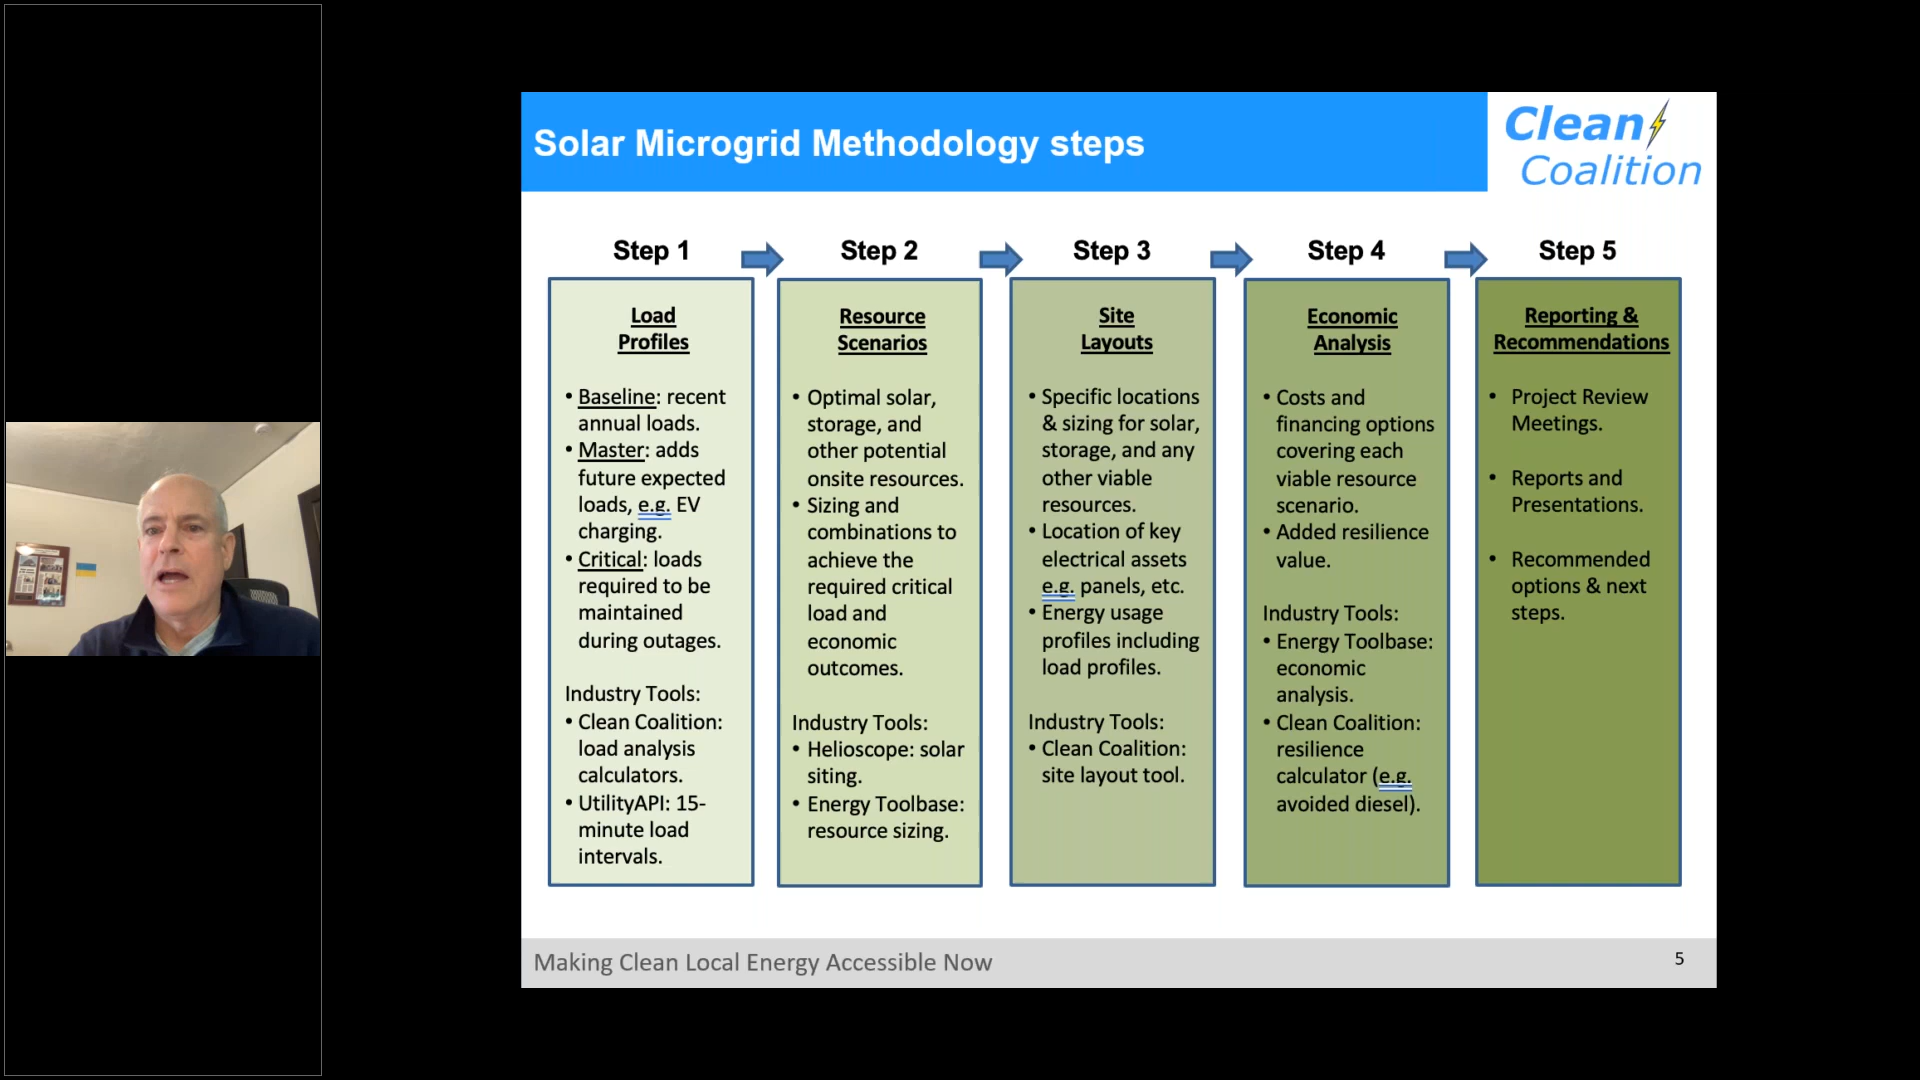 Solar Microgrid Methodology steps
Clean
Coalition
Step 1
Load
Profiles
• Baseline: recent
annual loads.
• Master: adds
future expected
loads, e.g. EV
charging.
• Critical: loads
required to be
maintained
during outages.
Industry Tools:
• Clean Coalition:
load analysis
calculators.
• UtilityAPI: 15-
minute load
intervals.
Step 2
Resource
Scenarios
• Optimal solar,
storage, and
other potential
onsite resources.
• Sizing and
combinations to
achieve the
required critical
load and
economic
outcomes.
Industry Tools:
• Helioscope: solar
siting.
• Energy Toolbase:
resource sizing.
Step 3
Site
Layouts
• Specific locations
& sizing for solar,
storage, and any
other viable
resources.
• Location of key
electrical assets
e.g. panels, etc.
• Energy usage
profiles including
load profiles.
Industry Tools:
• Clean Coalition:
site layout tool.
Step 4
Economic
Analysis
• Costs and
financing options
covering each
viable resource
scenario.
• Added resilience
value.
Industry Tools:
• Energy Toolbase:
economic
analysis.
• Clean Coalition:
resilience
calculator (e.g.
avoided diesel).
Step 5
Reporting &
Recommendations
• Project Review
Meetings.
• Reports and
Presentations.
• Recommended
options & next
steps.
Making Clean Local Energy Accessible Now
5